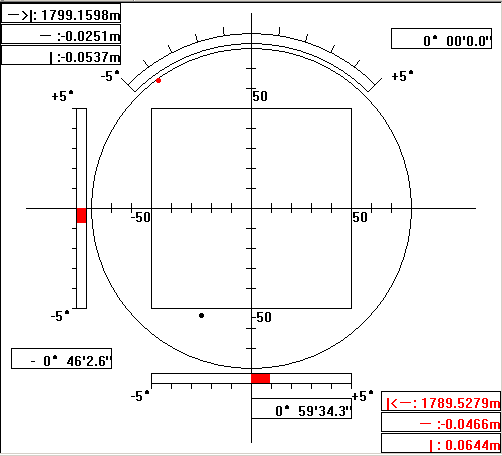 —>|: 1799.1598m
— :-0.0251m
| :-0.0537m
0° 00'0.0"
-5° +5°
+5°
50
-50 50
-5° -50
- 0° 46'2.6"
-5° +5°
0° 59'34.3"
|<—: 1789.5279m
— :-0.0466m
| : 0.0644m